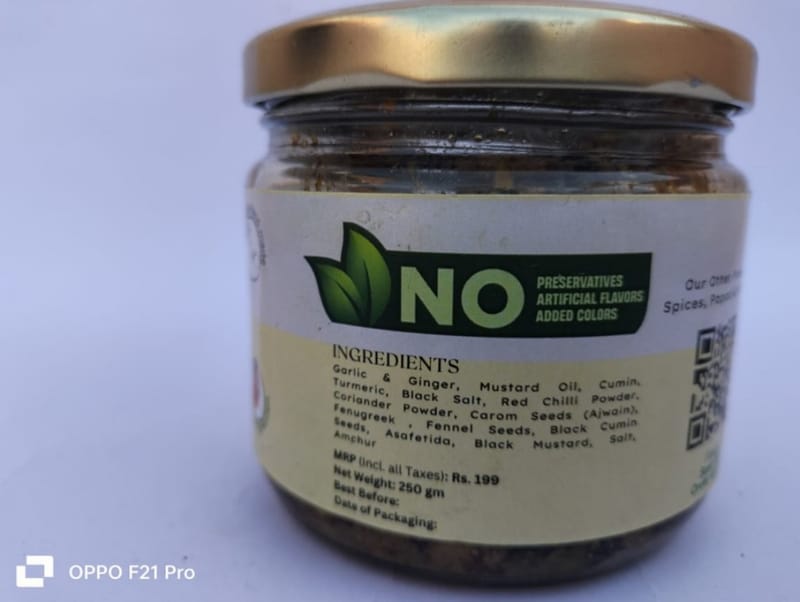 NO
PRESERVATIVES
ARTIFICIAL FLAVORS
ADDED COLORS
Our Other
Spices,
INGREDIENTS
Garlic & Ginger, Mustard Oil, Cumin,
Turmeric, Black Salt, Red Chilli Powder,
Coriander Powder, Carom Seeds (Ajwain),
Fenugreek , Fennel Seeds, Black Cumin
Seeds, Asafetida, Black Mustard, Salt,
Amchur
MRP (Incl. all Taxes): Rs. 199
Net Weight: 250 gm
Best Before:
Date of Packaging:
OPPO F21 Pro